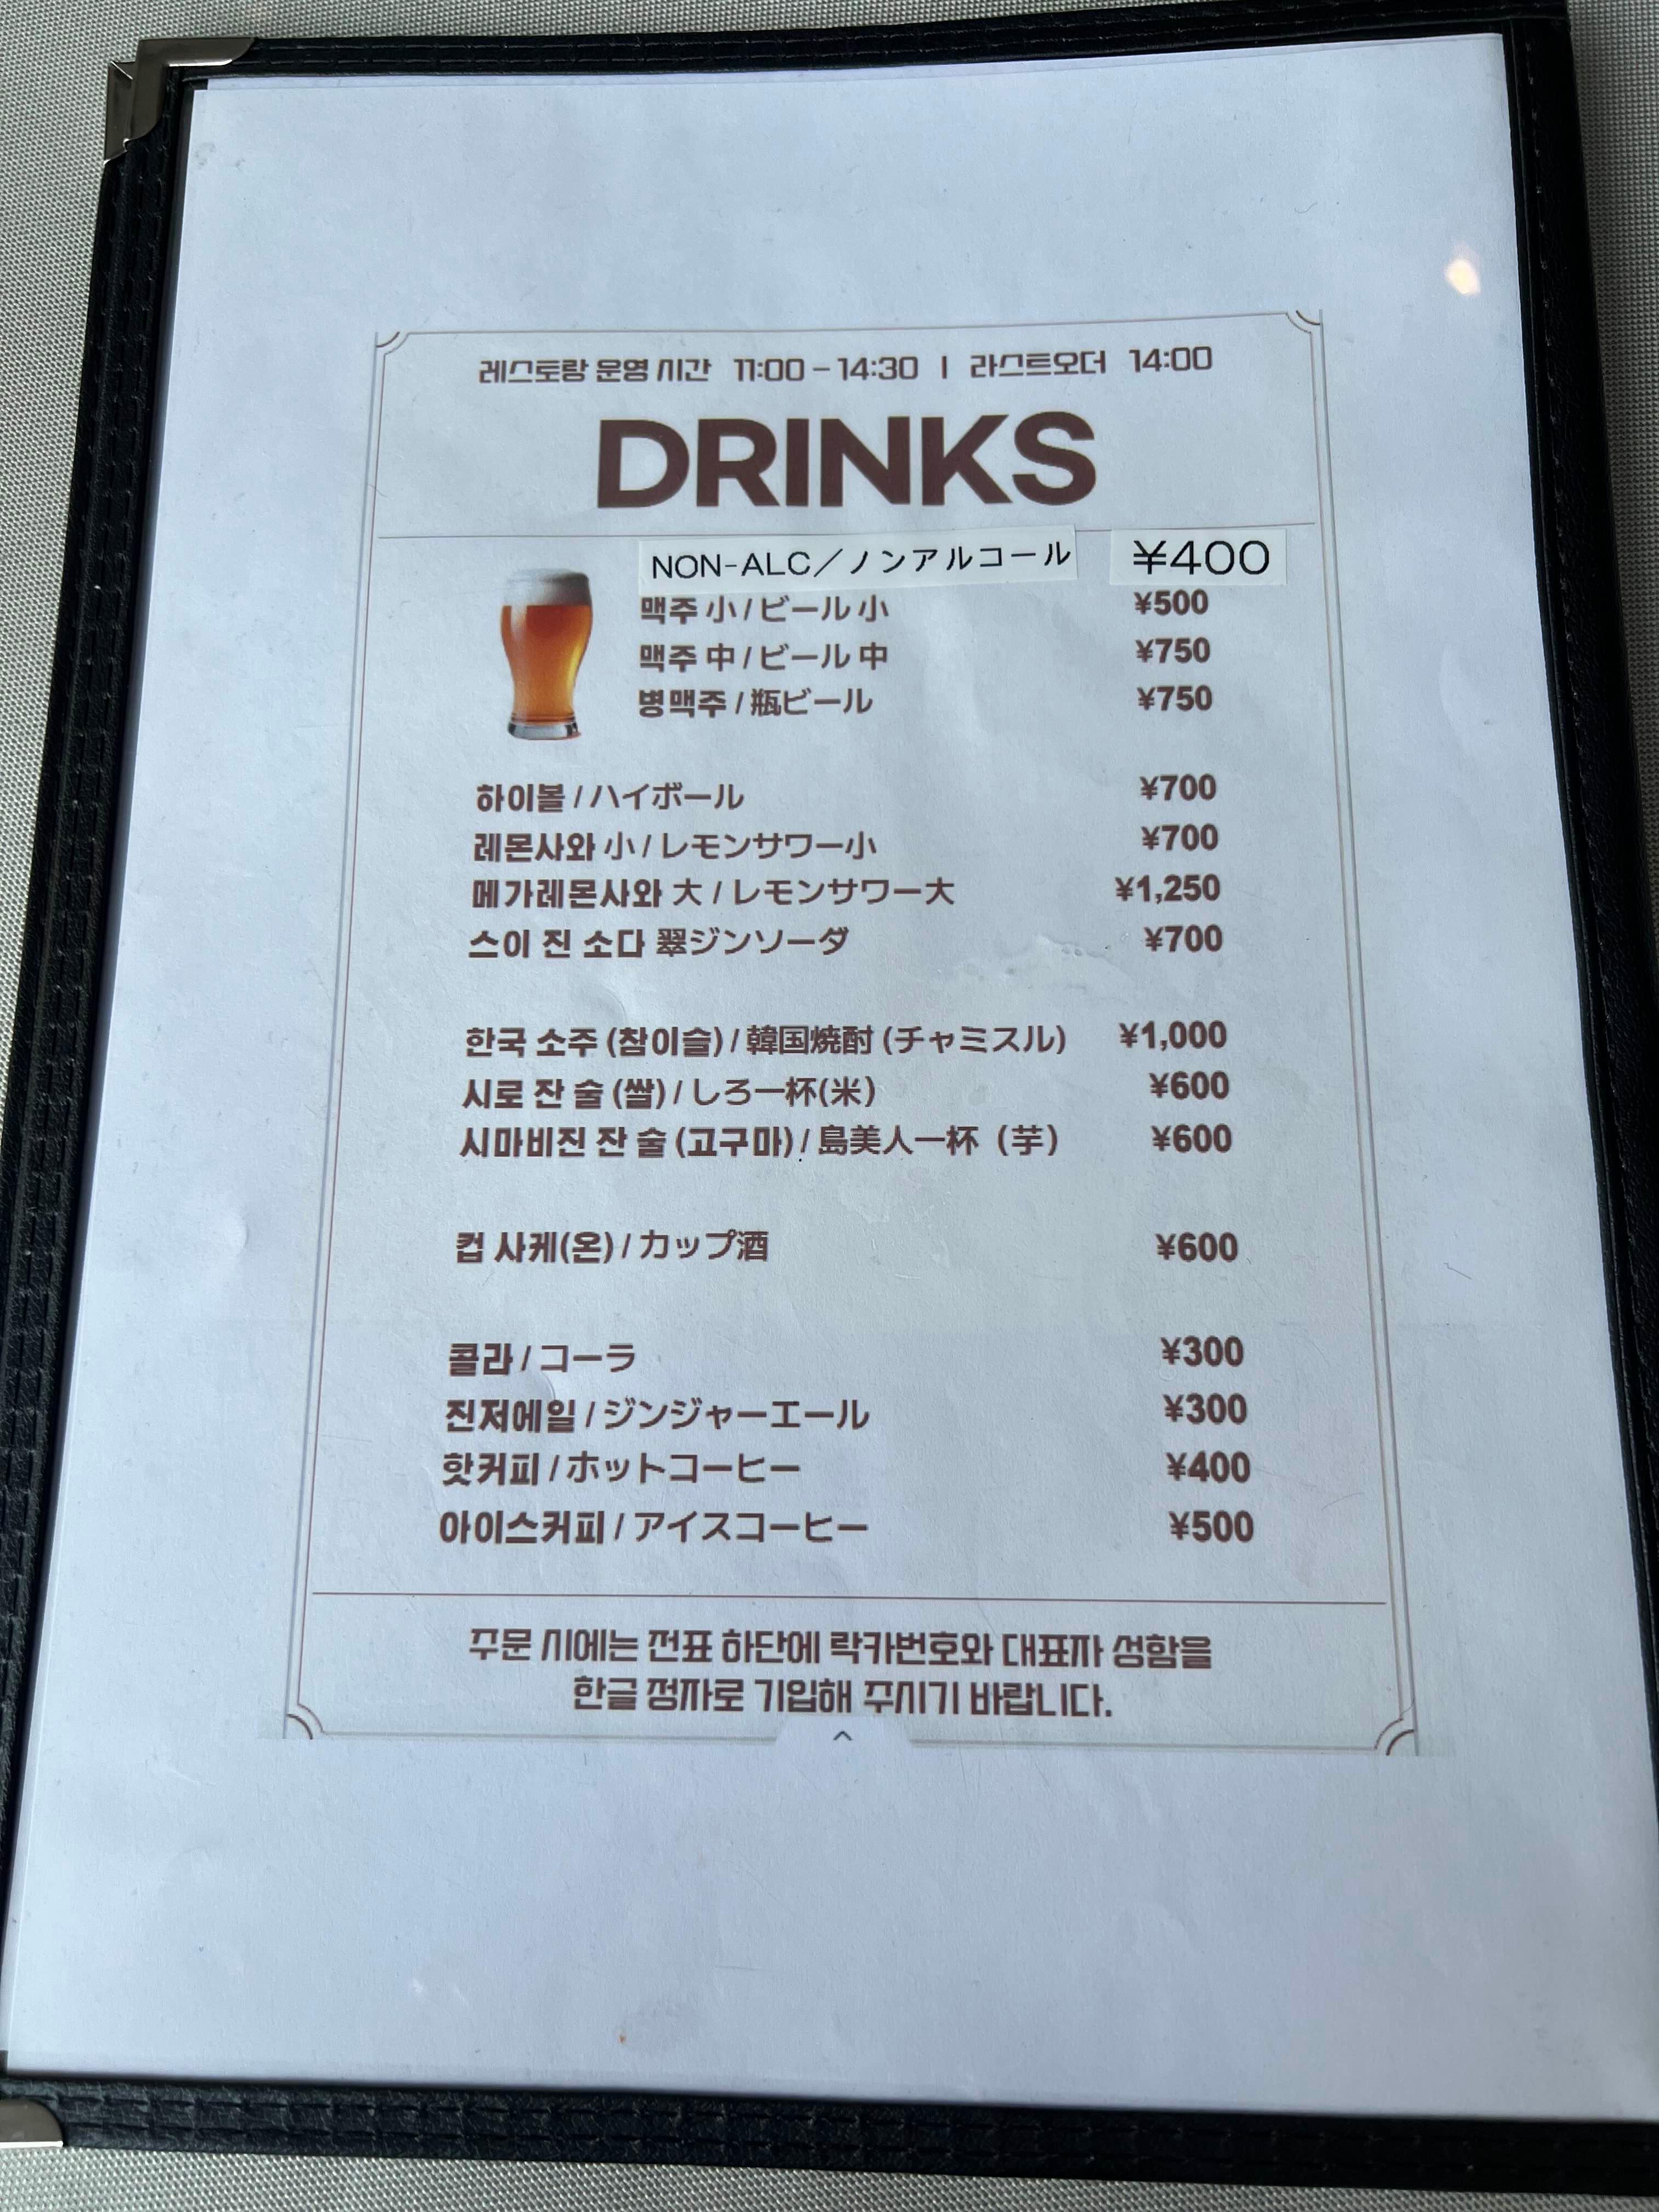 레스토랑 운영 시간 11:00 – 14:30 | 라스트오더 14:00
DRINKS
NON-ALC／ノンアルコール ¥400
맥주 小 / ビール 小 ¥500
맥주 中 / ビール 中 ¥750
병맥주 / 瓶ビール ¥750
하이볼 / ハイボール ¥700
레몬사와 小 / レモンサワー小 ¥700
메가레몬사와 大 / レモンサワー大 ¥1,250
스이 진 소다 翠ジンソーダ ¥700
한국 소주 (참이슬) / 韓国焼酎 (チャミスル) ¥1,000
시로 잔 술 (쌀) / しろ一杯(米) ¥600
시마비진 잔 술 (고구마) / 島美人一杯（芋） ¥600
컵 사케(온) / カップ酒 ¥600
콜라 / コーラ ¥300
진저에일 / ジンジャーエール ¥300
핫커피 / ホットコーヒー ¥400
아이스커피 / アイスコーヒー ¥500
주문 시에는 전표 하단에 락카번호와 대표자 성함을
한글 정자로 기입해 주시기 바랍니다.